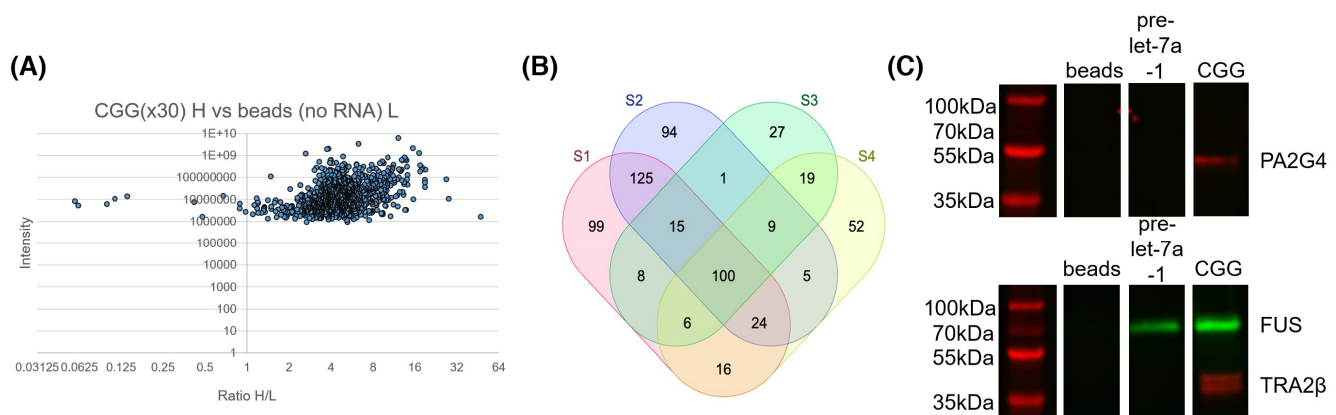 (A)
CGG(x30) H vs beads (no RNA) L
1E+10
1E+09
100000000
10000000
1000000
100000
10000
1000
100
10
1
0.03125 0.0625 0.125 0.25 0.5 1 2 4 8 16 32 64
Intensity
Ratio H/L
(B)
S2 S3
S1 S4
94 27
125 1 19
99 15 9 52
8 100 5
6 24
16
(C)
pre-
let-7a
beads -1 CGG
100kDa
70kDa
55kDa
35kDa
PA2G4
pre-
let-7a
beads -1 CGG
100kDa
70kDa
55kDa
35kDa
FUS
TRA2β